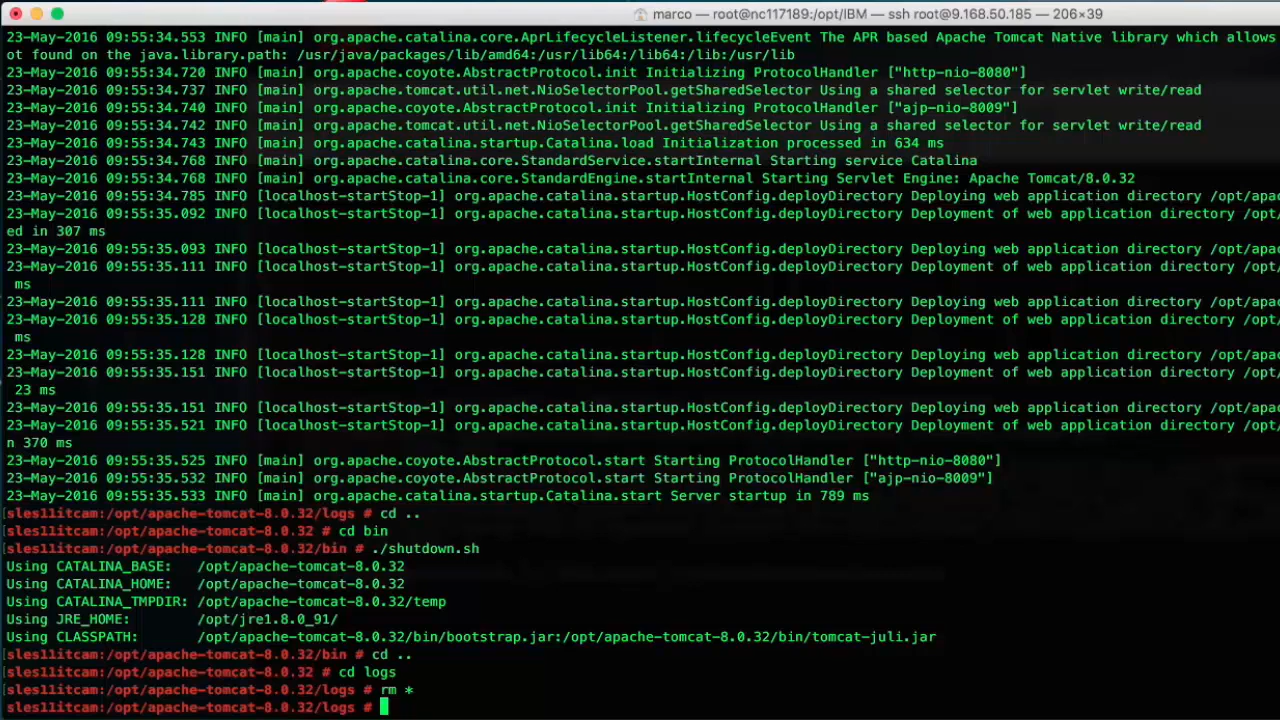 marco — root@nc117189:/opt/IBM — ssh root@9.168.50.185 — 206×39
23-May-2016 09:55:34.553 INFO [main] org.apache.catalina.core.AprLifecycleListener.lifecycleEvent The APR based Apache Tomcat Native library which allows
ot found on the java.library.path: /usr/java/packages/lib/amd64:/usr/lib64:/lib64:/lib:/usr/lib
23-May-2016 09:55:34.720 INFO [main] org.apache.coyote.AbstractProtocol.init Initializing ProtocolHandler ["http-nio-8080"]
23-May-2016 09:55:34.737 INFO [main] org.apache.tomcat.util.net.NioSelectorPool.getSharedSelector Using a shared selector for servlet write/read
23-May-2016 09:55:34.740 INFO [main] org.apache.coyote.AbstractProtocol.init Initializing ProtocolHandler ["ajp-nio-8009"]
23-May-2016 09:55:34.742 INFO [main] org.apache.tomcat.util.net.NioSelectorPool.getSharedSelector Using a shared selector for servlet write/read
23-May-2016 09:55:34.743 INFO [main] org.apache.catalina.startup.Catalina.load Initialization processed in 634 ms
23-May-2016 09:55:34.768 INFO [main] org.apache.catalina.core.StandardService.startInternal Starting service Catalina
23-May-2016 09:55:34.768 INFO [main] org.apache.catalina.core.StandardEngine.startInternal Starting Servlet Engine: Apache Tomcat/8.0.32
23-May-2016 09:55:34.785 INFO [localhost-startStop-1] org.apache.catalina.startup.HostConfig.deployDirectory Deploying web application directory /opt/apac
23-May-2016 09:55:35.092 INFO [localhost-startStop-1] org.apache.catalina.startup.HostConfig.deployDirectory Deployment of web application directory /opt/
ed in 307 ms
23-May-2016 09:55:35.093 INFO [localhost-startStop-1] org.apache.catalina.startup.HostConfig.deployDirectory Deploying web application directory /opt/apac
23-May-2016 09:55:35.111 INFO [localhost-startStop-1] org.apache.catalina.startup.HostConfig.deployDirectory Deployment of web application directory /opt/
ms
23-May-2016 09:55:35.111 INFO [localhost-startStop-1] org.apache.catalina.startup.HostConfig.deployDirectory Deploying web application directory /opt/apac
23-May-2016 09:55:35.128 INFO [localhost-startStop-1] org.apache.catalina.startup.HostConfig.deployDirectory Deployment of web application directory /opt/
ms
23-May-2016 09:55:35.128 INFO [localhost-startStop-1] org.apache.catalina.startup.HostConfig.deployDirectory Deploying web application directory /opt/apac
23-May-2016 09:55:35.151 INFO [localhost-startStop-1] org.apache.catalina.startup.HostConfig.deployDirectory Deployment of web application directory /opt/
23 ms
23-May-2016 09:55:35.151 INFO [localhost-startStop-1] org.apache.catalina.startup.HostConfig.deployDirectory Deploying web application directory /opt/apac
23-May-2016 09:55:35.521 INFO [localhost-startStop-1] org.apache.catalina.startup.HostConfig.deployDirectory Deployment of web application directory /opt/
n 370 ms
23-May-2016 09:55:35.525 INFO [main] org.apache.coyote.AbstractProtocol.start Starting ProtocolHandler ["http-nio-8080"]
23-May-2016 09:55:35.532 INFO [main] org.apache.coyote.AbstractProtocol.start Starting ProtocolHandler ["ajp-nio-8009"]
23-May-2016 09:55:35.533 INFO [main] org.apache.catalina.startup.Catalina.start Server startup in 789 ms
[sles11itcam:/opt/apache-tomcat-8.0.32/logs # cd ..
[sles11itcam:/opt/apache-tomcat-8.0.32 # cd bin
[sles11itcam:/opt/apache-tomcat-8.0.32/bin # ./shutdown.sh
Using CATALINA_BASE:   /opt/apache-tomcat-8.0.32
Using CATALINA_HOME:   /opt/apache-tomcat-8.0.32
Using CATALINA_TMPDIR: /opt/apache-tomcat-8.0.32/temp
Using JRE_HOME:        /opt/jre1.8.0_91/
Using CLASSPATH:       /opt/apache-tomcat-8.0.32/bin/bootstrap.jar:/opt/apache-tomcat-8.0.32/bin/tomcat-juli.jar
[sles11itcam:/opt/apache-tomcat-8.0.32/bin # cd ..
[sles11itcam:/opt/apache-tomcat-8.0.32 # cd logs
[sles11itcam:/opt/apache-tomcat-8.0.32/logs # rm *
[sles11itcam:/opt/apache-tomcat-8.0.32/logs #